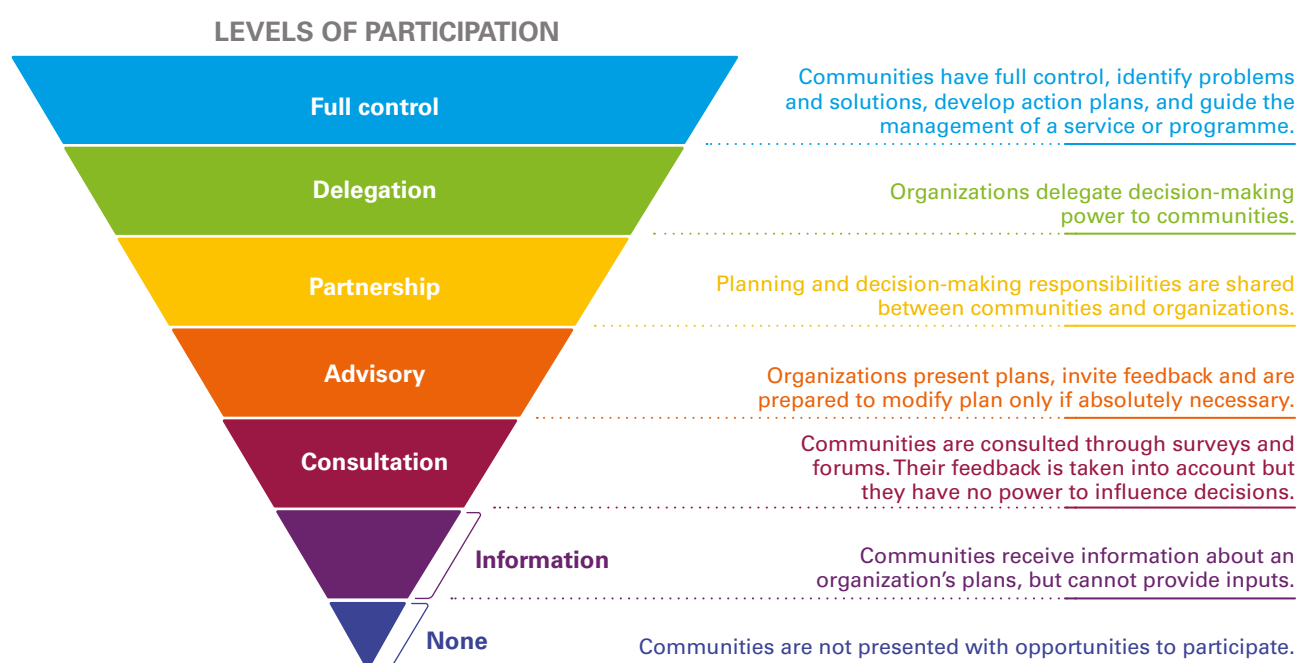 LEVELS OF PARTICIPATION
Full control
Communities have full control, identify problems
and solutions, develop action plans, and guide the
management of a service or programme.
Delegation
Organizations delegate decision-making
power to communities.
Partnership
Planning and decision-making responsibilities are shared
between communities and organizations.
Advisory
Organizations present plans, invite feedback and are
prepared to modify plan only if absolutely necessary.
Consultation
Communities are consulted through surveys and
forums. Their feedback is taken into account but
they have no power to influence decisions.
Information
Communities receive information about an
organization's plans, but cannot provide inputs.
None
Communities are not presented with opportunities to participate.